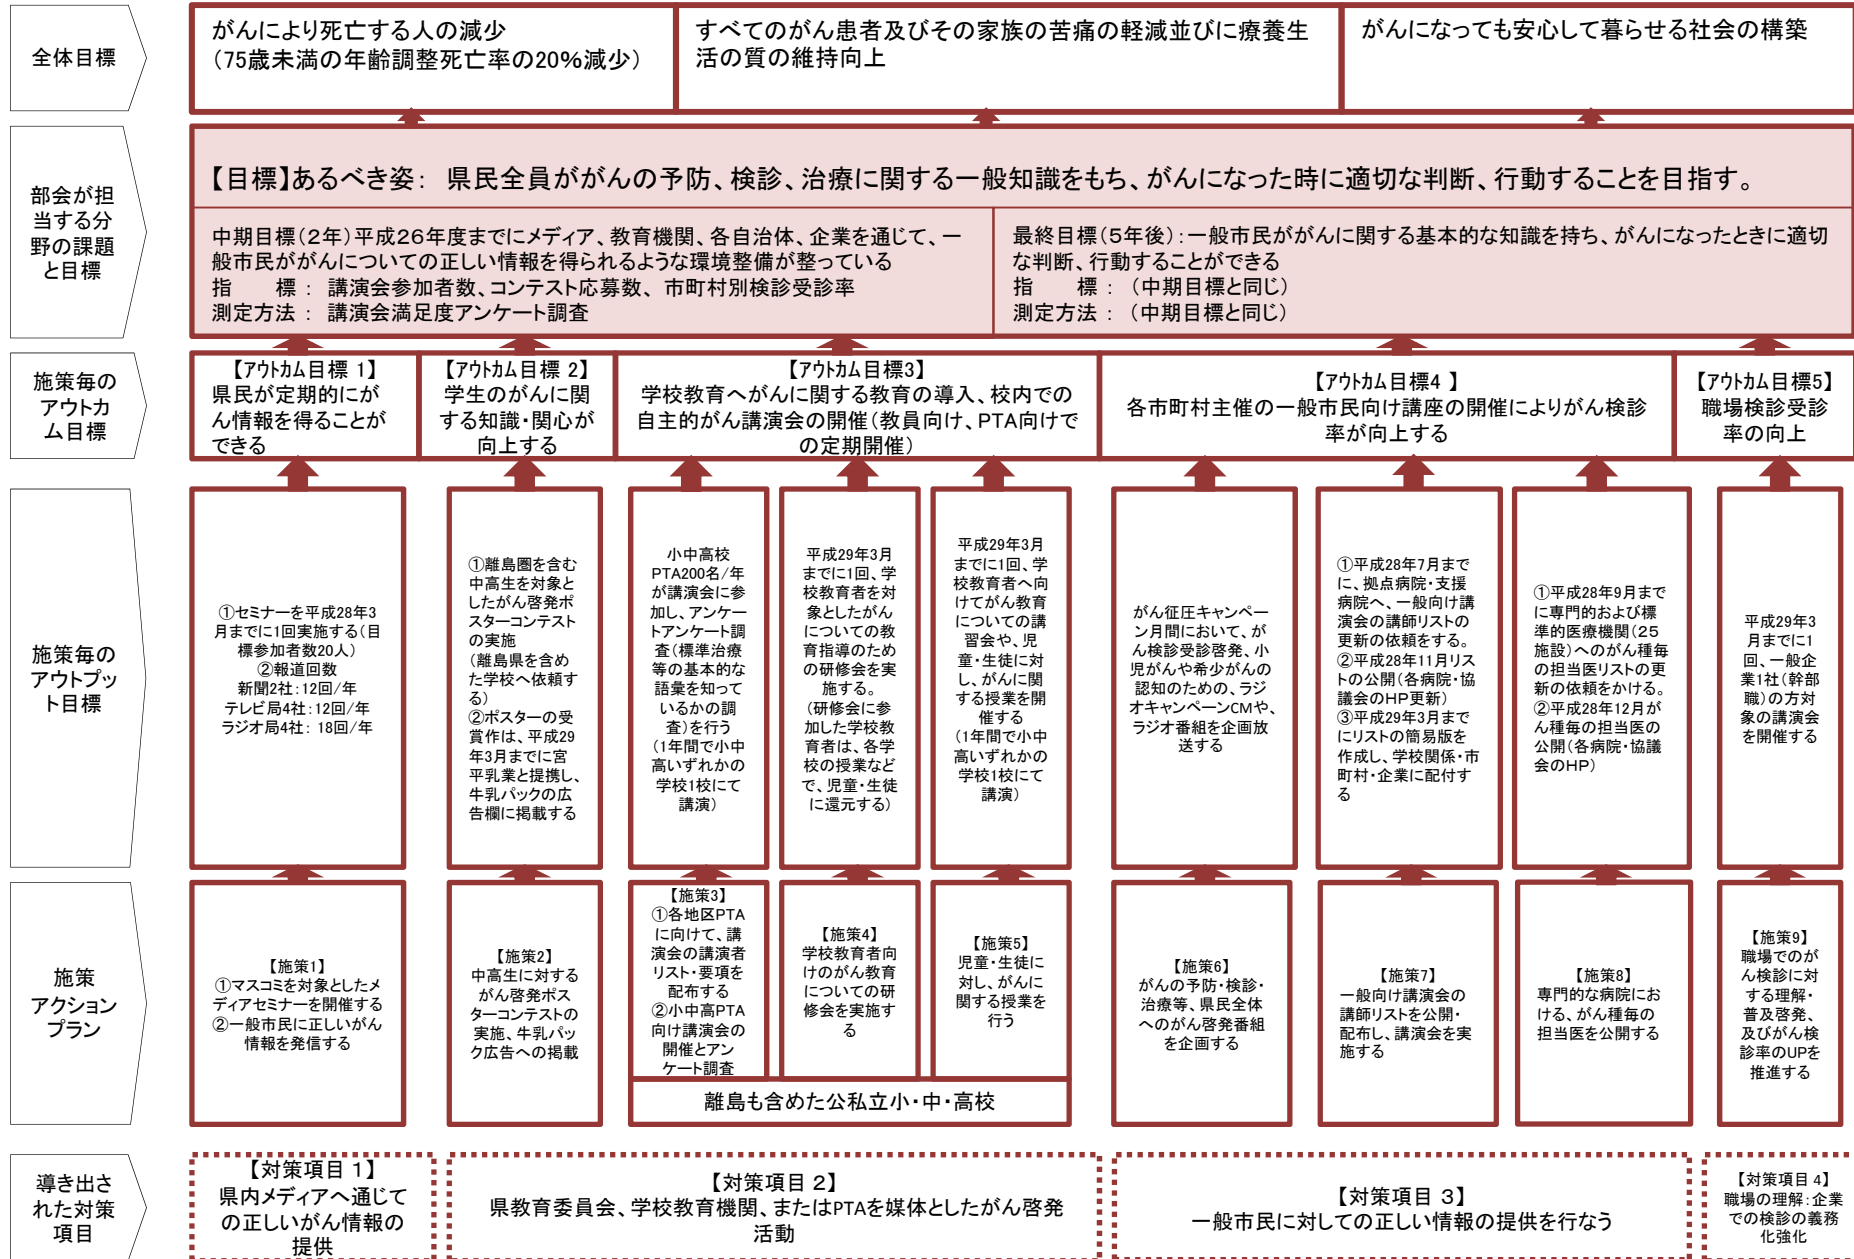 全体目標
がんにより死亡する人の減少
（75歳未満の年齢調整死亡率の20％減少）
すべてのがん患者及びその家族の苦痛の軽減並びに療養生
活の質の維持向上
がんになっても安心して暮らせる社会の構築
部会が担
当する分
野の課題
と目標
【目標】あるべき姿： 県民全員ががんの予防、検診、治療に関する一般知識をもち、がんになった時に適切な判断、行動することを目指す。
中期目標（2年）平成26年度までにメディア、教育機関、各自治体、企業を通じて、一
般市民ががんについての正しい情報を得られるような環境整備が整っている
指　　標 ： 講演会参加者数、コンテスト応募数、 市町村別検診受診率
測定方法 ： 講演会満足度アンケート調査
最終目標（5年後）：一般市民ががんに関する基本的な知識を持ち、がんになったときに適切
な判断、行動することができる
指　　標 ： （中期目標と同じ）
測定方法 ： （中期目標と同じ）
施策毎の
アウトカ
ム目標
【アウトカム目標 1】
県民が定期的にが
ん情報を得ることが
できる
【アウトカム目標 2】
学生のがんに関
する知識・関心が
向上する
【アウトカム目標3】
学校教育へがんに関する教育の導入、校内での
自主的がん講演会の開催（教員向け、PTA向けで
の定期開催）
【アウトカム目標4 】
各市町村主催の一般市民向け講座の開催によりがん検診
率が向上する
【アウトカム目標5】
職場検診受診
率の向上
施策毎の
アウトプッ
ト目標
①セミナーを平成28年3
月までに1回実施する（目
標参加者数20人）
②報道回数
新聞2社：12回/年
テレビ局4社：12回/年
ラジオ局4社： 18回/年
①離島圏を含む
中高生を対象と
したがん啓発ポ
スターコンテスト
の実施
（離島県を含め
た学校へ依頼す
る）
②ポスターの受
賞作は、平成29
年3月までに宮
平乳業と提携し、
牛乳パックの広
告欄に掲載する
小中高校
PTA200名/年
が講演会に参
加し、アンケー
トアンケート調
査（標準治療
等の基本的な
語彙を知って
いるかの調
査）を行う
（1年間で小中
高いずれかの
学校1校にて
講演）
平成29年3月
までに1回、学
校教育者を対
象としたがん
についての教
育指導のため
の研修会を実
施する。
（研修会に参
加した学校教
育者は、各学
校の授業など
で、児童・生徒
に還元する）
平成29年3月
までに1回、学
校教育者へ向
けてがん教育
についての講
習会や、児
童・生徒に対
し、がんに関
する授業を開
催する
（1年間で小中
高いずれかの
学校1校にて
講演）
がん征圧キャンペー
ン月間において、が
ん検診受診啓発、小
児がんや希少がんの
認知のための、ラジ
オキャンペーンCMや、
ラジオ番組を企画放
送する
①平成28年7月まで
に、拠点病院・支援
病院へ、一般向け講
演会の講師リストの
更新の依頼をする。
②平成28年11月リス
トの公開（各病院・協
議会のHP更新）
③平成29年3月まで
にリストの簡易版を
作成し、学校関係・市
町村・企業に配付す
る
①平成28年9月まで
に専門的および標
準的医療機関（25
施設）へのがん種毎
の担当医リストの更
新の依頼をかける。
②平成28年12月が
ん種毎の担当医の
公開（各病院・協議
会のHP）
平成29年3
月までに1
回、一般企
業1社（幹部
職）の方対
象の講演会
を開催する
施策
アクション
プラン
【施策1】
①マスコミを対象としたメ
ディアセミナーを開催する
②一般市民に正しいがん
情報を発信する
【施策2】
中高生に対する
がん啓発ポス
ターコンテストの
実施、牛乳パッ
ク広告への掲載
【施策3】
①各地区PTA
に向けて、講
演会の講演者
リスト・要項を
配布する
②小中高PTA
向け講演会の
開催とアン
ケート調査
【施策4】
学校教育者向
けのがん教育
についての研
修会を実施す
る
【施策5】
児童・生徒に
対し、がんに
関する授業を
行う
離島も含めた公私立小・中・高校
【施策6】
がんの予防・検診・
治療等、県民全体
へのがん啓発番組
を企画する
【施策7】
一般向け講演会の
講師リストを公開・
配布し、講演会を実
施する
【施策8】
専門的な病院にお
ける、がん種毎の
担当医を公開する
【施策9】
職場でのが
ん検診に対
する理解・
普及啓発、
及びがん検
診率のUPを
推進する
導き出さ
れた対策
項目
【対策項目 1】
県内メディアへ通じて
の正しいがん情報の
提供
【対策項目 2】
県教育委員会、学校教育機関、またはPTAを媒体としたがん啓発
活動
【対策項目 3】
一般市民に対しての正しい情報の提供を行なう
【対策項目 4】
職場の理解：企業
での検診の義務
化強化